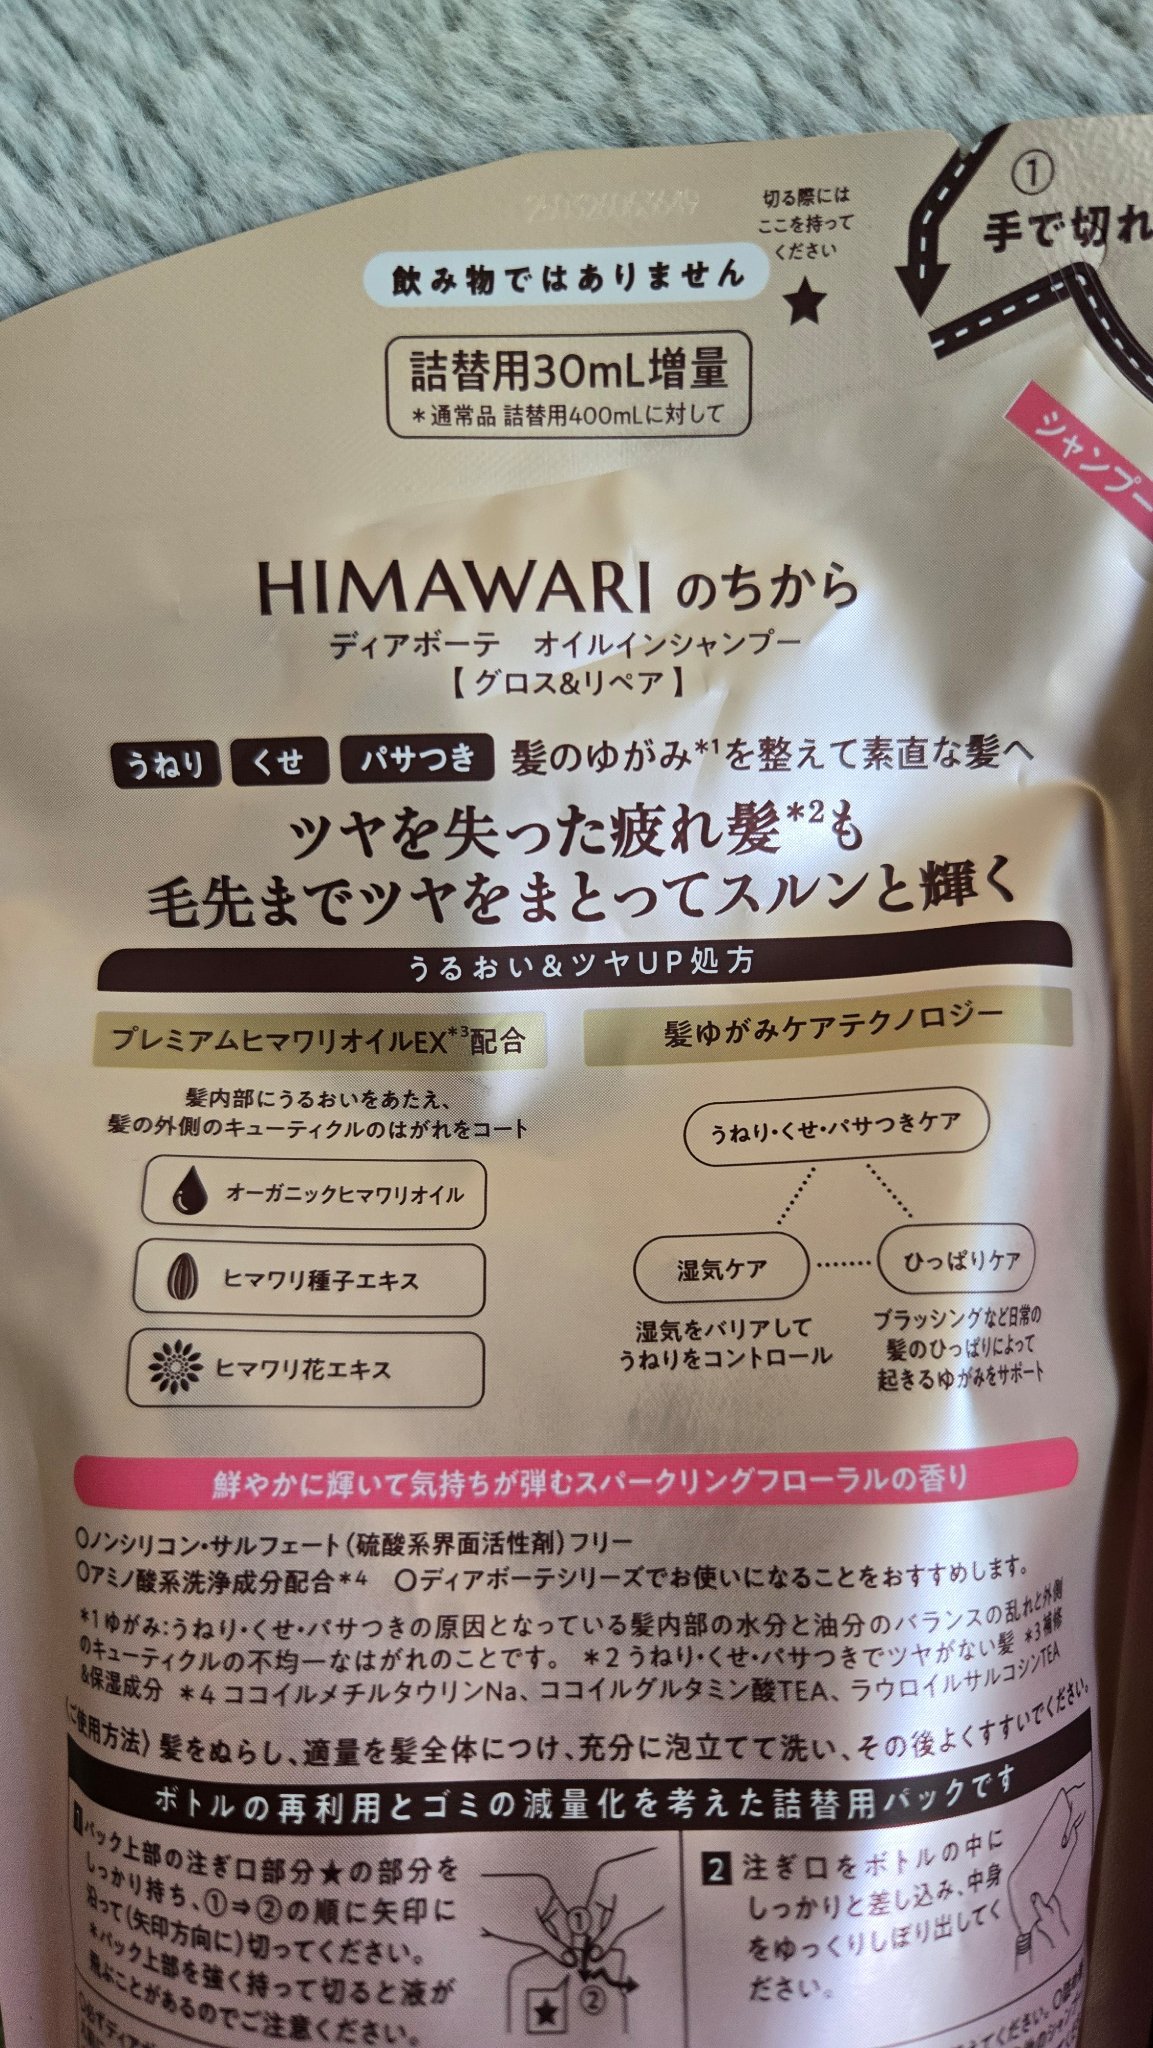 切る際には
ここを持って
ください
①
手で切れ
飲み物ではありません
詰替用30mL増量
*通常品 詰替用400mLに対して
シャンプー
HIMAWARI のちから
ディアボーテ オイルインシャンプー
【グロス&リペア】
うねり くせ パサつき 髪のゆがみ*1を整えて素直な髪へ
ツヤを失った疲れ髪*2も
毛先までツヤをまとってスルンと輝く
うるおい&ツヤUP処方
プレミアムヒマワリオイルEX*3配合
髪内部にうるおいをあたえ、
髪の外側のキューティクルのはがれをコート
オーガニックヒマワリオイル
ヒマワリ種子エキス
ヒマワリ花エキス
髪ゆがみケアテクノロジー
うねり・くせ・パサつきケア
湿気ケア
ひっぱりケア
湿気をバリアして
うねりをコントロール
ブラッシングなど日常の
髪のひっぱりによって
起きるゆがみをサポート
鮮やかに輝いて気持ちが弾むスパークリングフローラルの香り
○ノンシリコン・サルフェート(硫酸系界面活性剤)フリー
○アミノ酸系洗浄成分配合*4 ○ディアボーテシリーズでお使いになることをおすすめします。
*1 ゆがみ:うねり・くせ・パサつきの原因となっている髪内部の水分と油分のバランスの乱れと外側
のキューティクルの不均一なはがれのことです。 *2 うねり・くせ・パサつきでツヤがない髪 *3 補修
&保湿成分 *4 ココイルメチルタウリンNa、ココイルグルタミン酸TEA、ラウロイルサルコシンTEA
〈ご使用方法〉髪をぬらし、適量を髪全体につけ、充分に泡立てて洗い、その後よくすすいでください。
ボトルの再利用とゴミの減量化を考えた詰替用パックです
1 パック上部の注ぎ口部分★の部分を
しっかり持ち、①⇒②の順に矢印に
沿って(矢印方向に)切ってください。
*パック上部を強く持って切ると液が
飛ぶことがあるのでご注意ください。
①
②
2 注ぎ口をボトルの中に
しっかりと差し込み、中身
をゆっくりしぼり出してく
ださい。